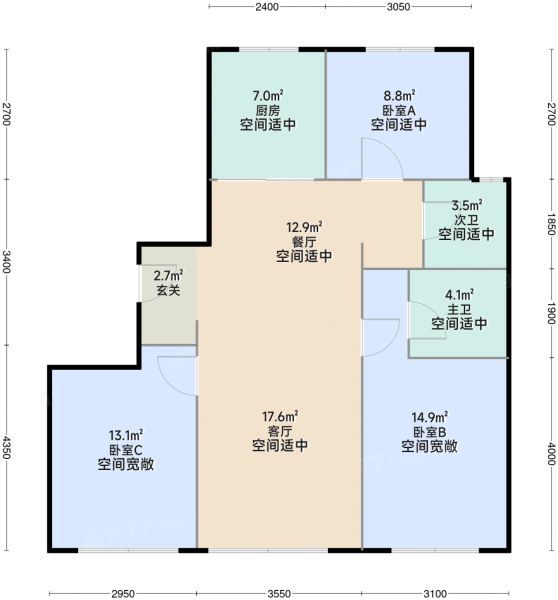 2400
3050
2700
2700
7.0㎡
厨房
空间适中
8.8㎡
卧室A
空间适中
3.5㎡
次卫
空间适中
1850
12.9㎡
餐厅
空间适中
3400
2.7㎡
玄关
4.1㎡
主卫
空间适中
1900
13.1㎡
卧室C
空间宽敞
17.6㎡
客厅
空间适中
14.9㎡
卧室B
空间宽敞
4350
4000
2950
3550
3100